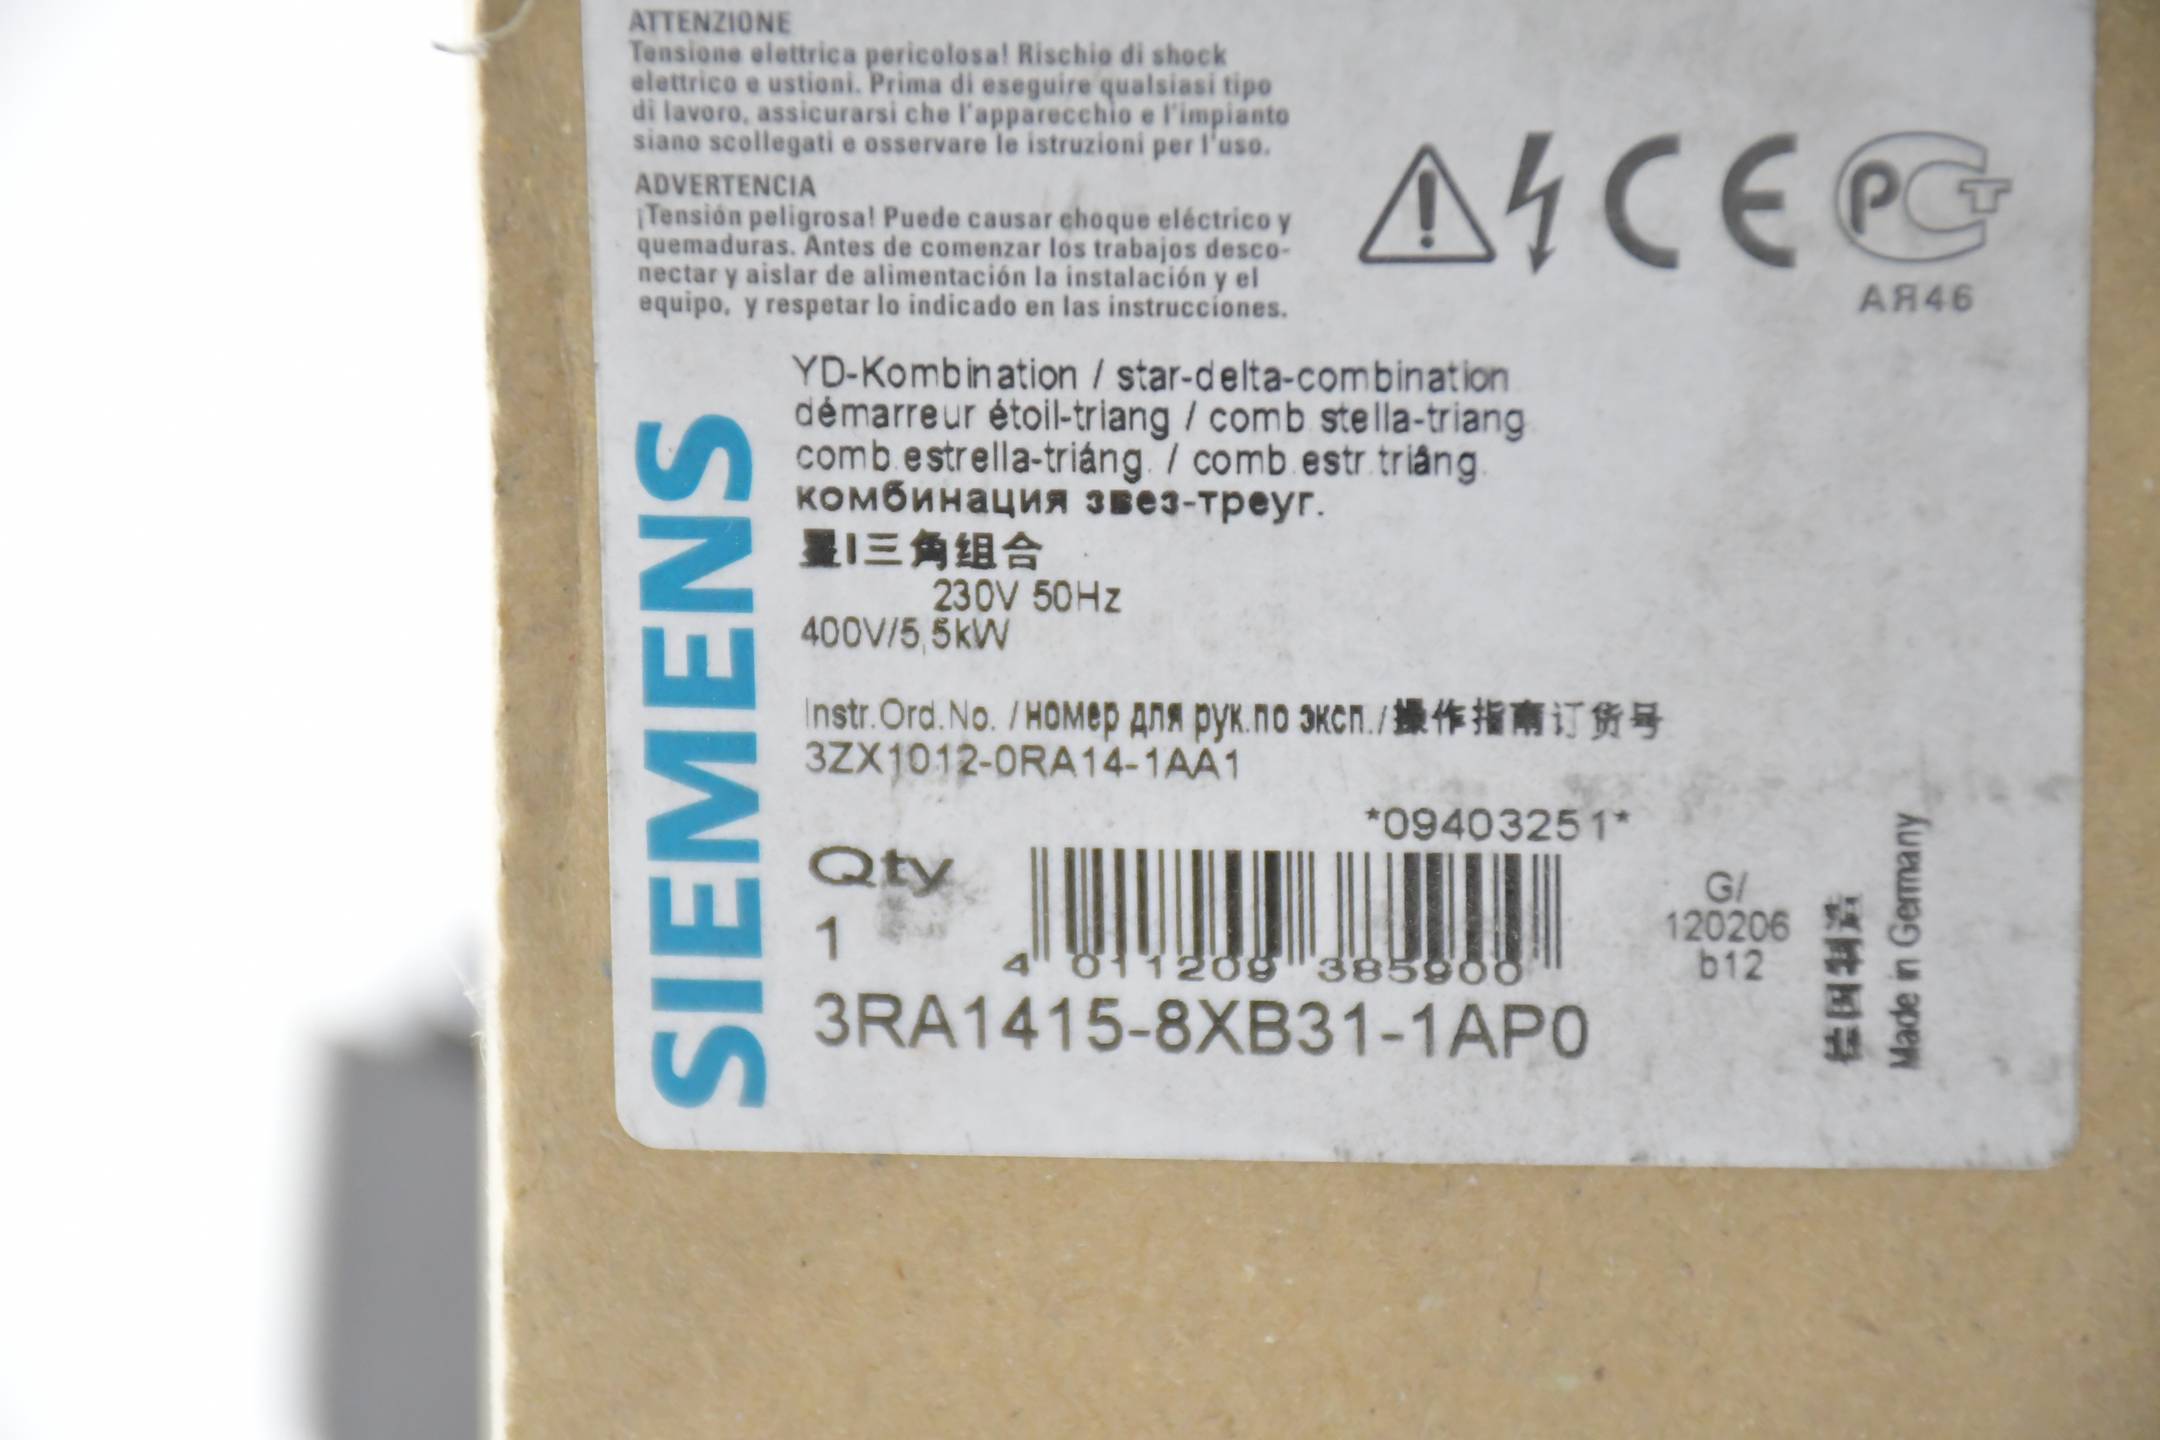 ATTENZIONE
Tensione elettrica pericolosa! Rischio di shock
elettrico e ustioni. Prima di eseguire qualsiasi tipo
di lavoro, assicurarsi che l'apparecchio e l'impianto
siano scollegati e osservare le istruzioni per l'uso.
ADVERTENCIA
¡Tensión peligrosa! Puede causar choque eléctrico y
quemaduras. Antes de comenzar los trabajos desco-
nectar y aislar de alimentación la instalación y el
equipo, y respetar lo indicado en las instrucciones.
CE
PCT
АЯ46
SIEMENS
YD-Kombination / star-delta-combination
démarreur étoil-triang / comb.stella-triang
comb.estrella-triáng. / comb.estr.triâng.
комбинация звез-треуг.
星|三角组合
230V 50Hz
400V/5,5kW
Instr.Ord.No. /номер для рук.по эксп./操作指南订货号
3ZX1012-0RA14-1AA1
*09403251*
Qty
1
4 011209 385900
G/
120206
b12
德国制造
Made in Germany
3RA1415-8XB31-1AP0